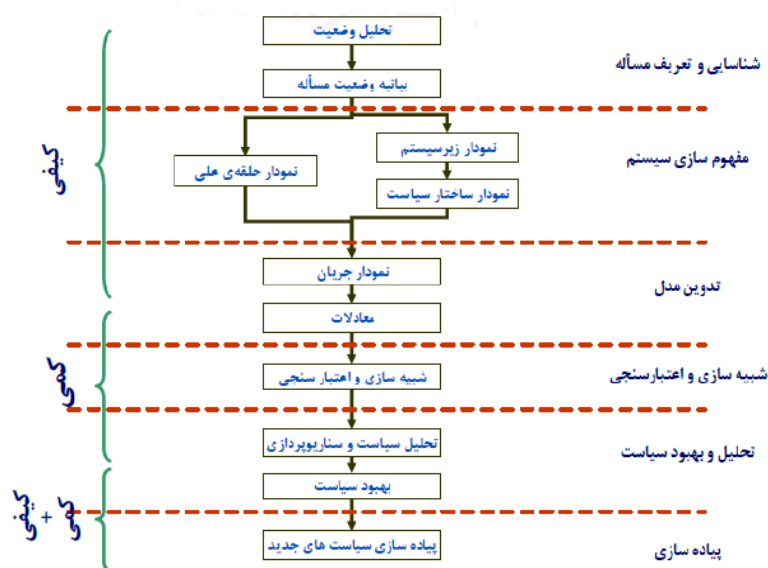 تحلیل وضعیت
شناسایی و تعریف مسأله
بیانیه وضعیت مسأله
مفهوم سازی سیستم
نمودار زیرسیستم
نمودار حلقه‌ی علی
نمودار ساختار سیاست
کیفی
نمودار جریان
تدوین مدل
معادلات
شبیه سازی و اعتبارسنجی
شبیه سازی و اعتبار سنجی
کمی
تحلیل سیاست و سناریوپردازی
تحلیل و بهبود سیاست
بهبود سیاست
کیفی
+
کمی
پیاده سازی سیاست های جدید
پیاده سازی